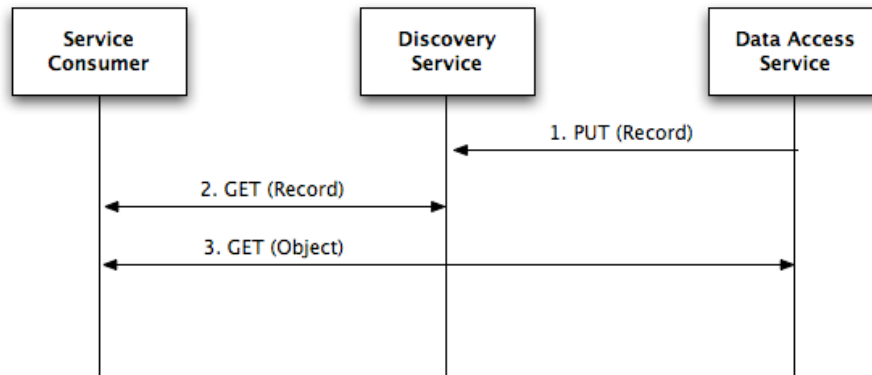 Service
Consumer
Discovery
Service
Data Access
Service
1. PUT (Record)
2. GET (Record)
3. GET (Object)